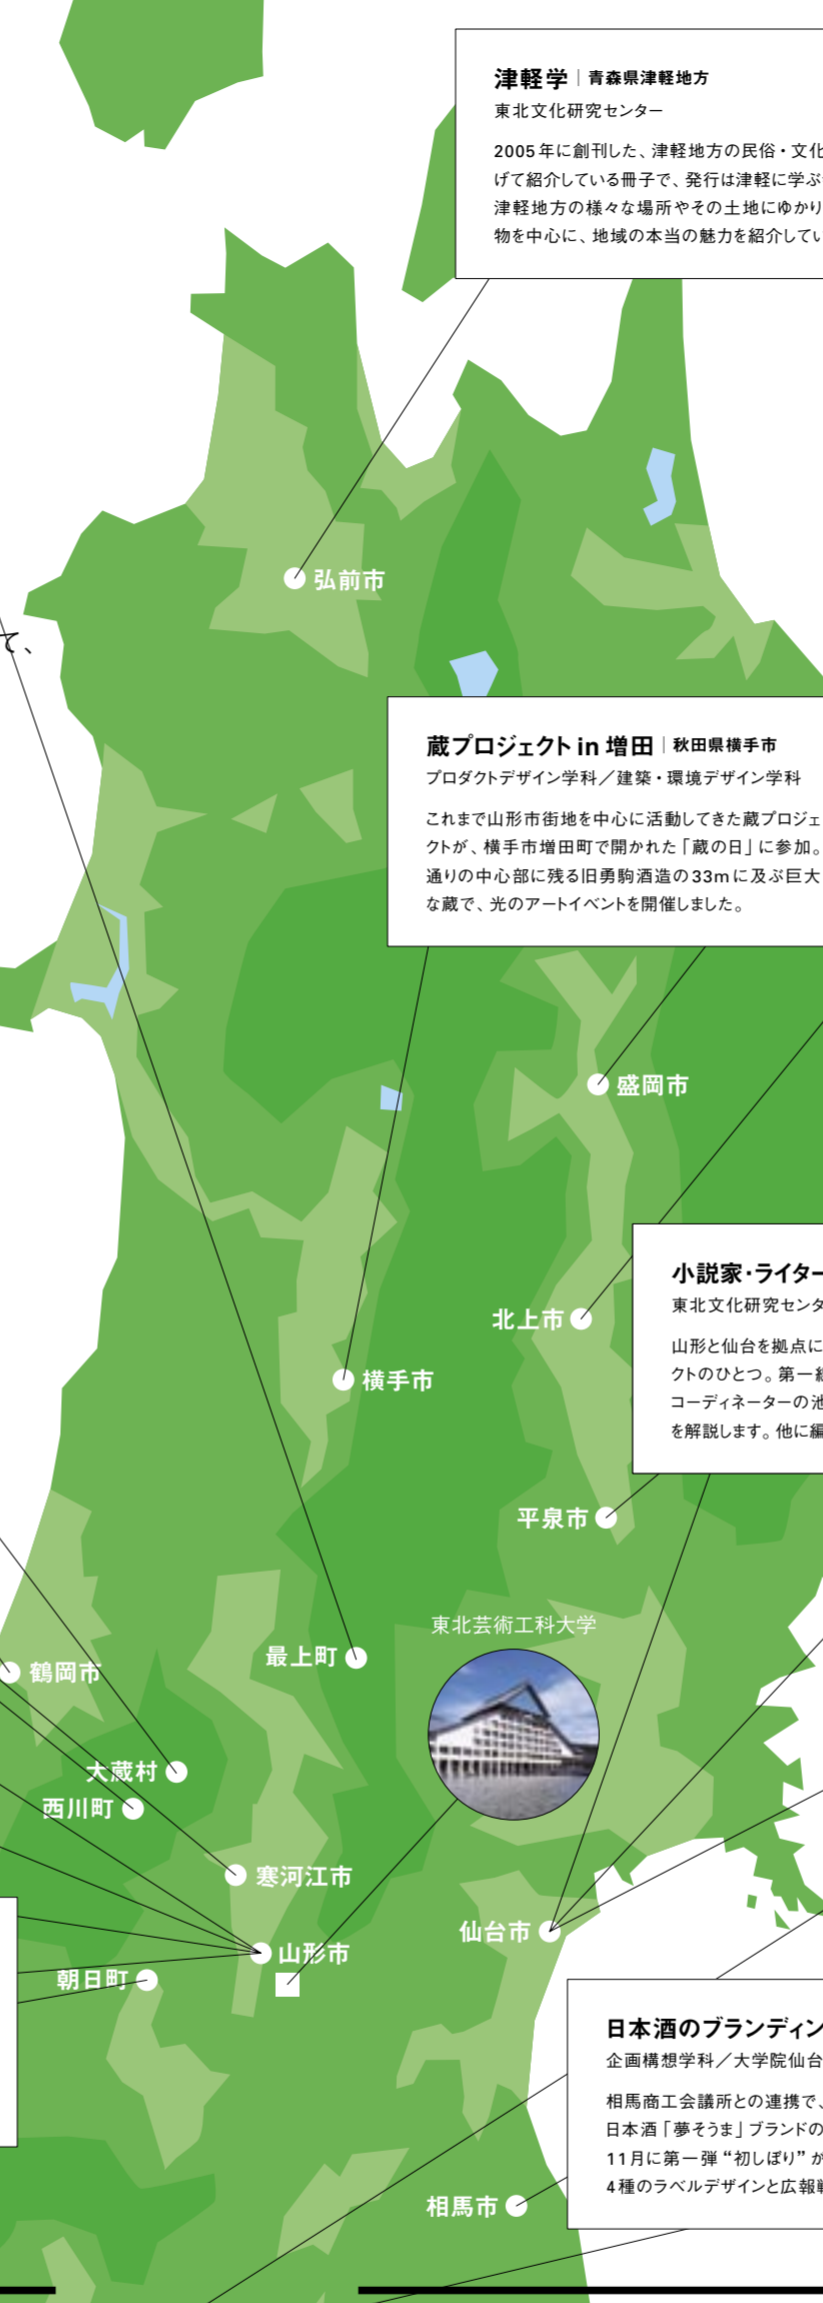 津軽学｜青森県津軽地方
東北文化研究センター
2005年に創刊した、津軽地方の民俗・文化
げて紹介している冊子で、発行は津軽に学ぶ
津軽地方の様々な場所やその土地にゆかり
物を中心に、地域の本当の魅力を紹介してい
弘前市
て、
蔵プロジェクト in 増田｜秋田県横手市
プロダクトデザイン学科／建築・環境デザイン学科
これまで山形市街地を中心に活動してきた蔵プロジェ
クトが、横手市増田町で開かれた「蔵の日」に参加。
通りの中心部に残る旧勇駒酒造の33mに及ぶ巨大
な蔵で、光のアートイベントを開催しました。
盛岡市
小説家・ライター
東北文化研究センタ
山形と仙台を拠点に
クトのひとつ。第一
コーディネーターの池
を解説します。他に編
北上市
横手市
平泉市
東北芸術工科大学
最上町
鶴岡市
大蔵村
西川町
寒河江市
仙台市
山形市
朝日町
日本酒のブランディン
企画構想学科／大学院仙台
相馬商工会議所との連携で、
日本酒「夢そうま」ブランドの
11月に第一弾“初しぼり”が
4種のラベルデザインと広報戦
相馬市